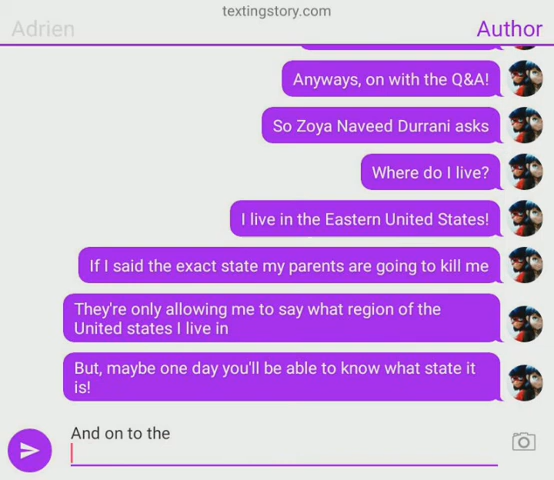 textingstory.com
Adrien
Author
Anyways, on with the Q&A!
So Zoya Naveed Durrani asks
Where do I live?
I live in the Eastern United States!
If I said the exact state my parents are going to kill me
They're only allowing me to say what region of the
United states I live in
But, maybe one day you'll be able to know what state it
is!
And on to the